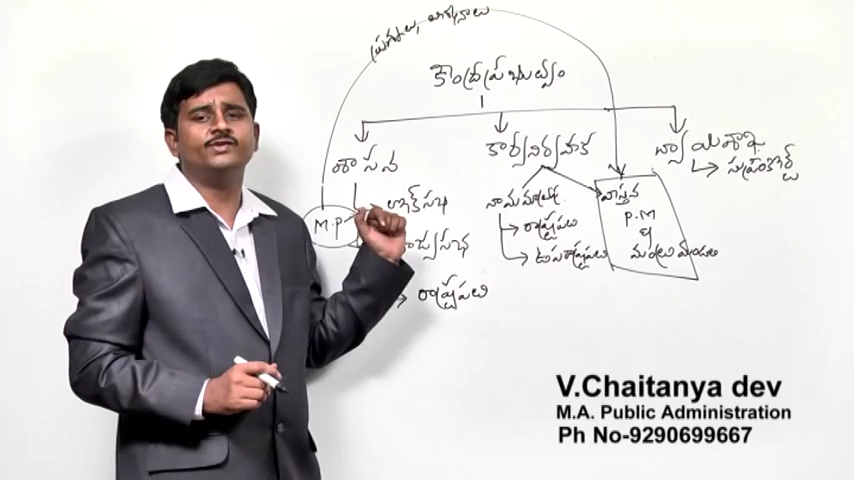 ప్రశ్నలు,
కేంద్రప్రభుత్వం
శాసన
కార్యనిర్వాహక
న్యాయశాఖ
సుప్రీంకోర్ట్
లోక్‌సభ
నామమాత్ర
వాస్తవ
M.P
రాష్ట్రపతి
P.M
రాజ్యసభ
ఉపరాష్ట్రపతి
మంత్రిమండలి
రాష్ట్రపతి
V.Chaitanya dev
M.A. Public Administration
Ph No-9290699667